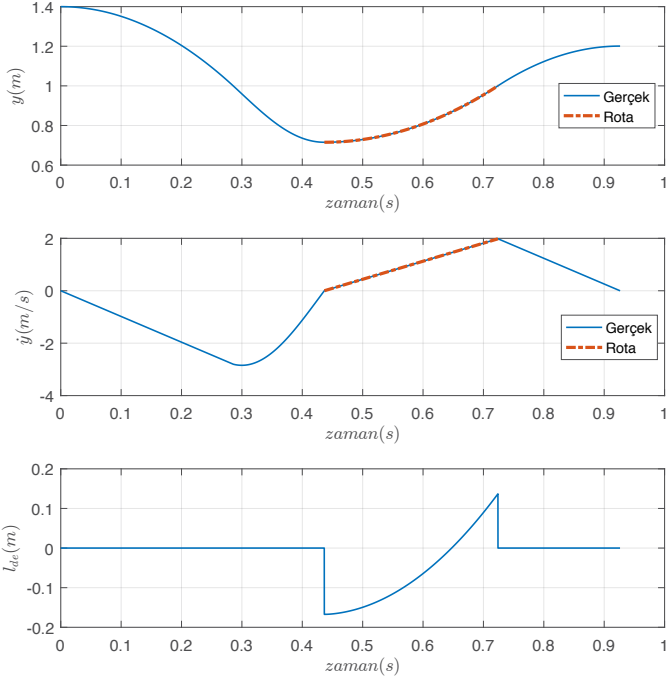 1.4
1.2
1
0.8
0.6
y(m)
Gerçek
Rota
0 0.1 0.2 0.3 0.4 0.5 0.6 0.7 0.8 0.9 1
zaman(s)
2
0
-2
-4
ẏ(m/s)
Gerçek
Rota
0 0.1 0.2 0.3 0.4 0.5 0.6 0.7 0.8 0.9 1
zaman(s)
0.2
0.1
0
-0.1
-0.2
l_{de}(m)
0 0.1 0.2 0.3 0.4 0.5 0.6 0.7 0.8 0.9 1
zaman(s)